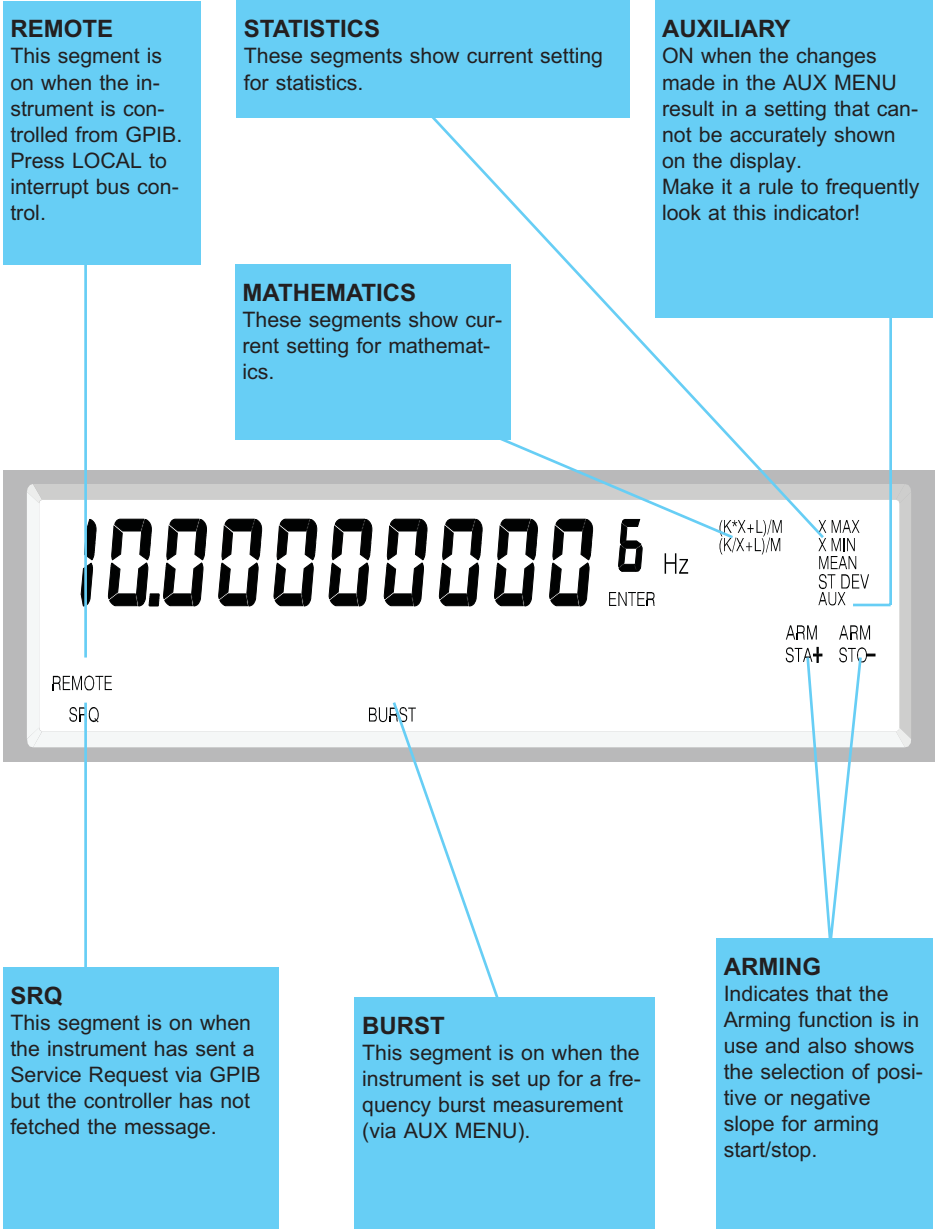 REMOTE
This segment is
on when the in-
strument is con-
trolled from GPIB.
Press LOCAL to
interrupt bus con-
trol.
STATISTICS
These segments show current setting
for statistics.
AUXILIARY
ON when the changes
made in the AUX MENU
result in a setting that can-
not be accurately shown
on the display.
Make it a rule to frequently
look at this indicator!
MATHEMATICS
These segments show cur-
rent setting for mathemat-
ics.
10.000000000 6 Hz
ENTER
(K*X+L)/M
(K/X+L)/M
X MAX
X MIN
MEAN
ST DEV
AUX
ARM ARM
STA+ STO-
REMOTE
SRQ BURST
SRQ
This segment is on when
the instrument has sent a
Service Request via GPIB
but the controller has not
fetched the message.
BURST
This segment is on when the
instrument is set up for a fre-
quency burst measurement
(via AUX MENU).
ARMING
Indicates that the
Arming function is in
use and also shows
the selection of posi-
tive or negative
slope for arming
start/stop.